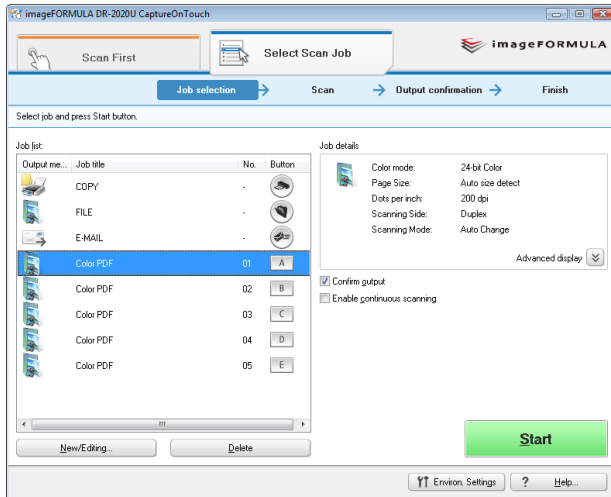 imageFORMULA DR-2020U CaptureOnTouch
Scan First
Select Scan Job
imageFORMULA
Job selection
Scan
Output confirmation
Finish
Select job and press Start button.
Job list:
Output me... Job title No. Button
COPY -
FILE -
E-MAIL -
Color PDF 01 A
Color PDF 02 B
Color PDF 03 C
Color PDF 04 D
Color PDF 05 E
New/Editing...
Delete
Job details
Color mode: 24-bit Color
Page Size: Auto size detect
Dots per inch: 200 dpi
Scanning Side: Duplex
Scanning Mode: Auto Change
Advanced display
Confirm output
Enable continuous scanning
Start
Environ. Settings
? Help...